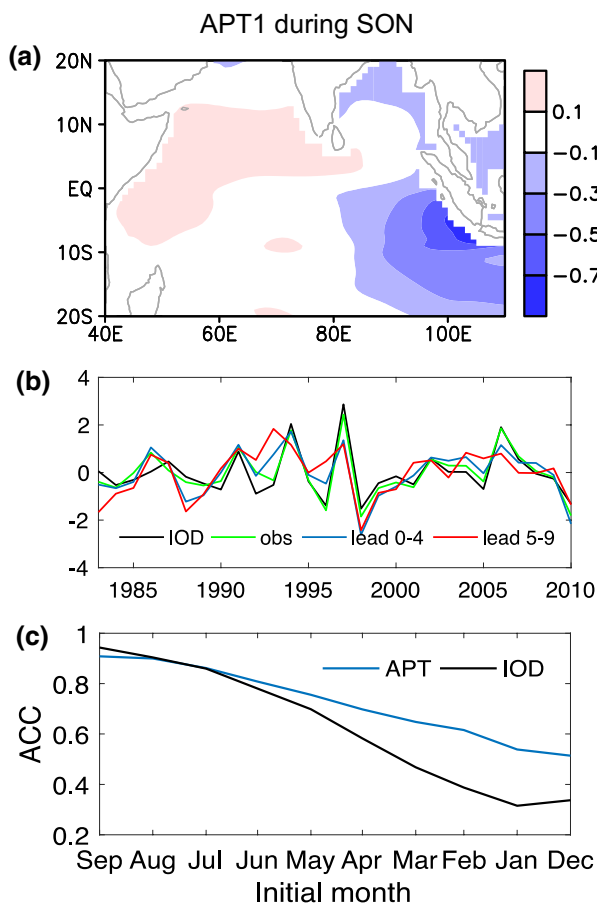 APT1 during SON
(a)
20N
10N
EQ
10S
20S
40E 60E 80E 100E
0.1
-0.1
-0.3
-0.5
-0.7
(b)
4
2
0
-2
-4
IOD obs lead 0-4 lead 5-9
1985 1990 1995 2000 2005 2010
(c)
1
0.8
0.6
0.4
0.2
ACC
APT IOD
Sep Aug Jul Jun May Apr Mar Feb Jan Dec
Initial month